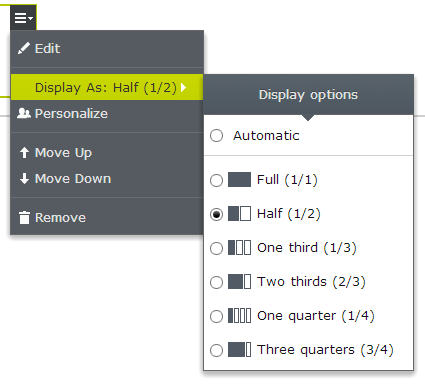 Edit
Display As: Half (1/2)
Personalize
Move Up
Move Down
Remove
Display options
Automatic
Full (1/1)
Half (1/2)
One third (1/3)
Two thirds (2/3)
One quarter (1/4)
Three quarters (3/4)